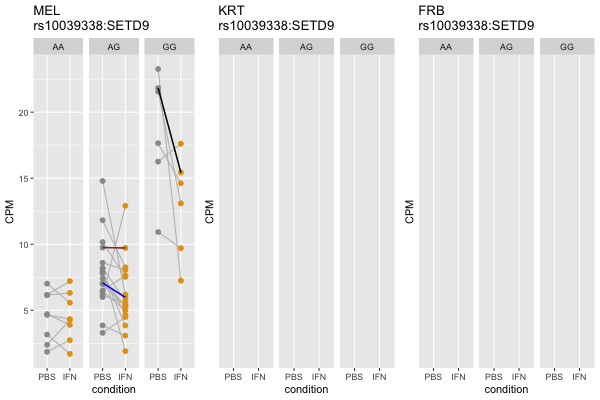 MEL
rs10039338:SETD9
AA AG GG
CPM
20
15
10
5
PBS IFN PBS IFN PBS IFN
condition
KRT
rs10039338:SETD9
AA AG GG
CPM
PBS IFN PBS IFN PBS IFN
condition
FRB
rs10039338:SETD9
AA AG GG
CPM
PBS IFN PBS IFN PBS IFN
condition